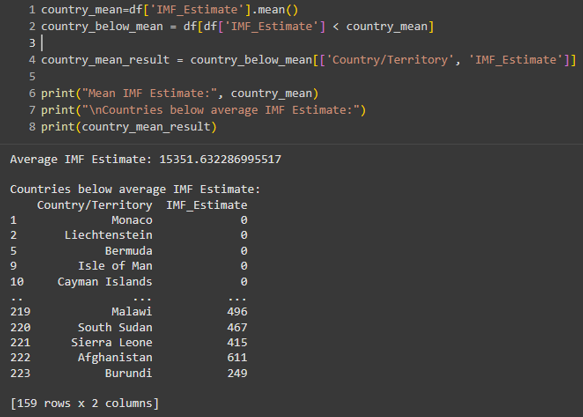 1 country_mean=df['IMF_Estimate'].mean()
2 country_below_mean = df[df['IMF_Estimate'] < country_mean]
3
4 country_mean_result = country_below_mean[['Country/Territory', 'IMF_Estimate']]
5
6 print("Mean IMF Estimate:", country_mean)
7 print("\nCountries below average IMF Estimate:")
8 print(country_mean_result)
Average IMF Estimate: 15351.632286995517
Countries below average IMF Estimate:
Country/Territory IMF_Estimate
1 Monaco 0
2 Liechtenstein 0
5 Bermuda 0
9 Isle of Man 0
10 Cayman Islands 0
.. ... ...
219 Malawi 496
220 South Sudan 467
221 Sierra Leone 415
222 Afghanistan 611
223 Burundi 249
[159 rows x 2 columns]